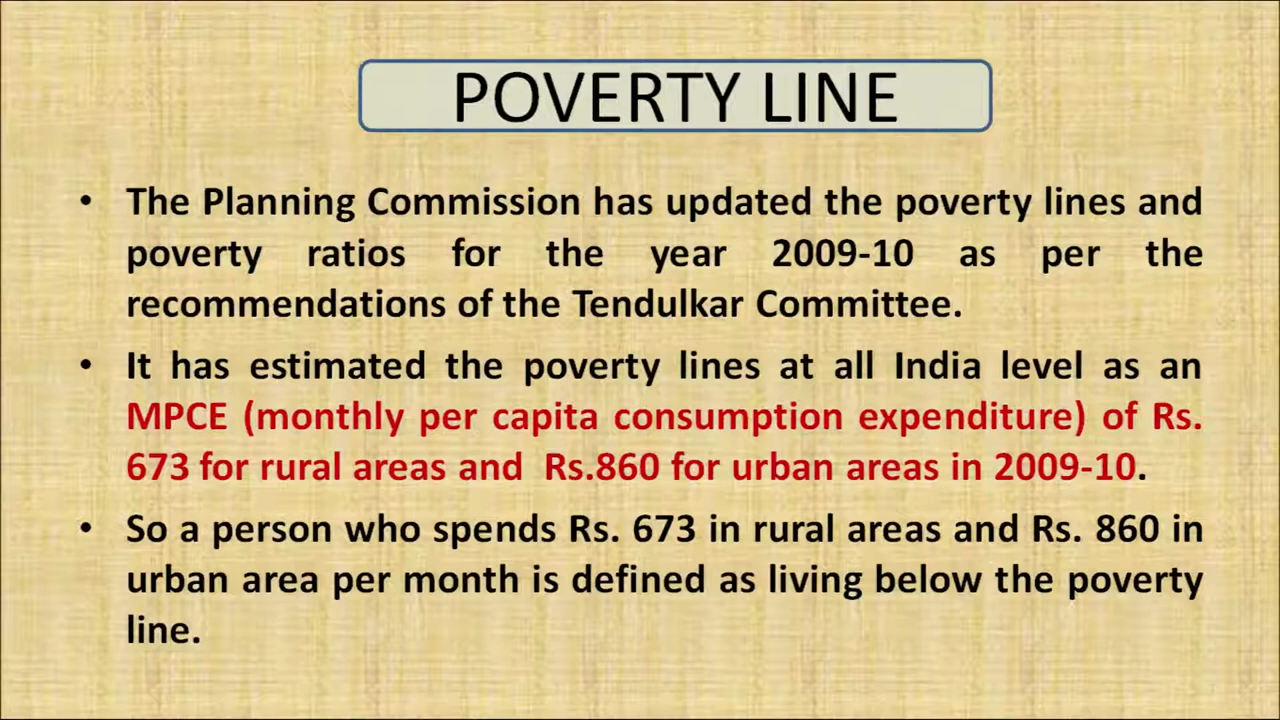 POVERTY LINE
• The Planning Commission has updated the poverty lines and
poverty ratios for the year 2009-10 as per the
recommendations of the Tendulkar Committee.
• It has estimated the poverty lines at all India level as an
MPCE (monthly per capita consumption expenditure) of Rs.
673 for rural areas and Rs.860 for urban areas in 2009-10.
• So a person who spends Rs. 673 in rural areas and Rs. 860 in
urban area per month is defined as living below the poverty
line.